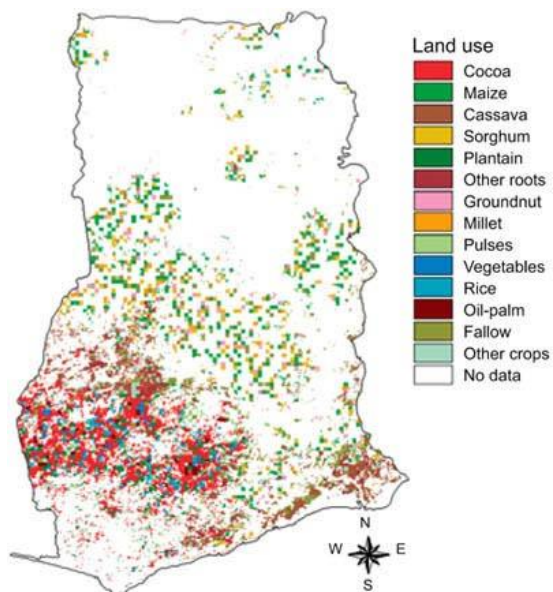 Land use
Cocoa
Maize
Cassava
Sorghum
Plantain
Other roots
Groundnut
Millet
Pulses
Vegetables
Rice
Oil-palm
Fallow
Other crops
No data
N
W E
S